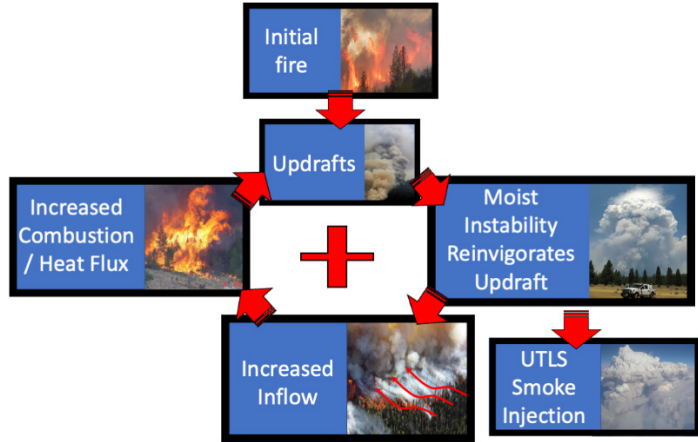 Initial
fire
Updrafts
Increased
Combustion
/ Heat Flux
Moist
Instability
Reinvigorates
Updraft
Increased
Inflow
UTLS
Smoke
Injection